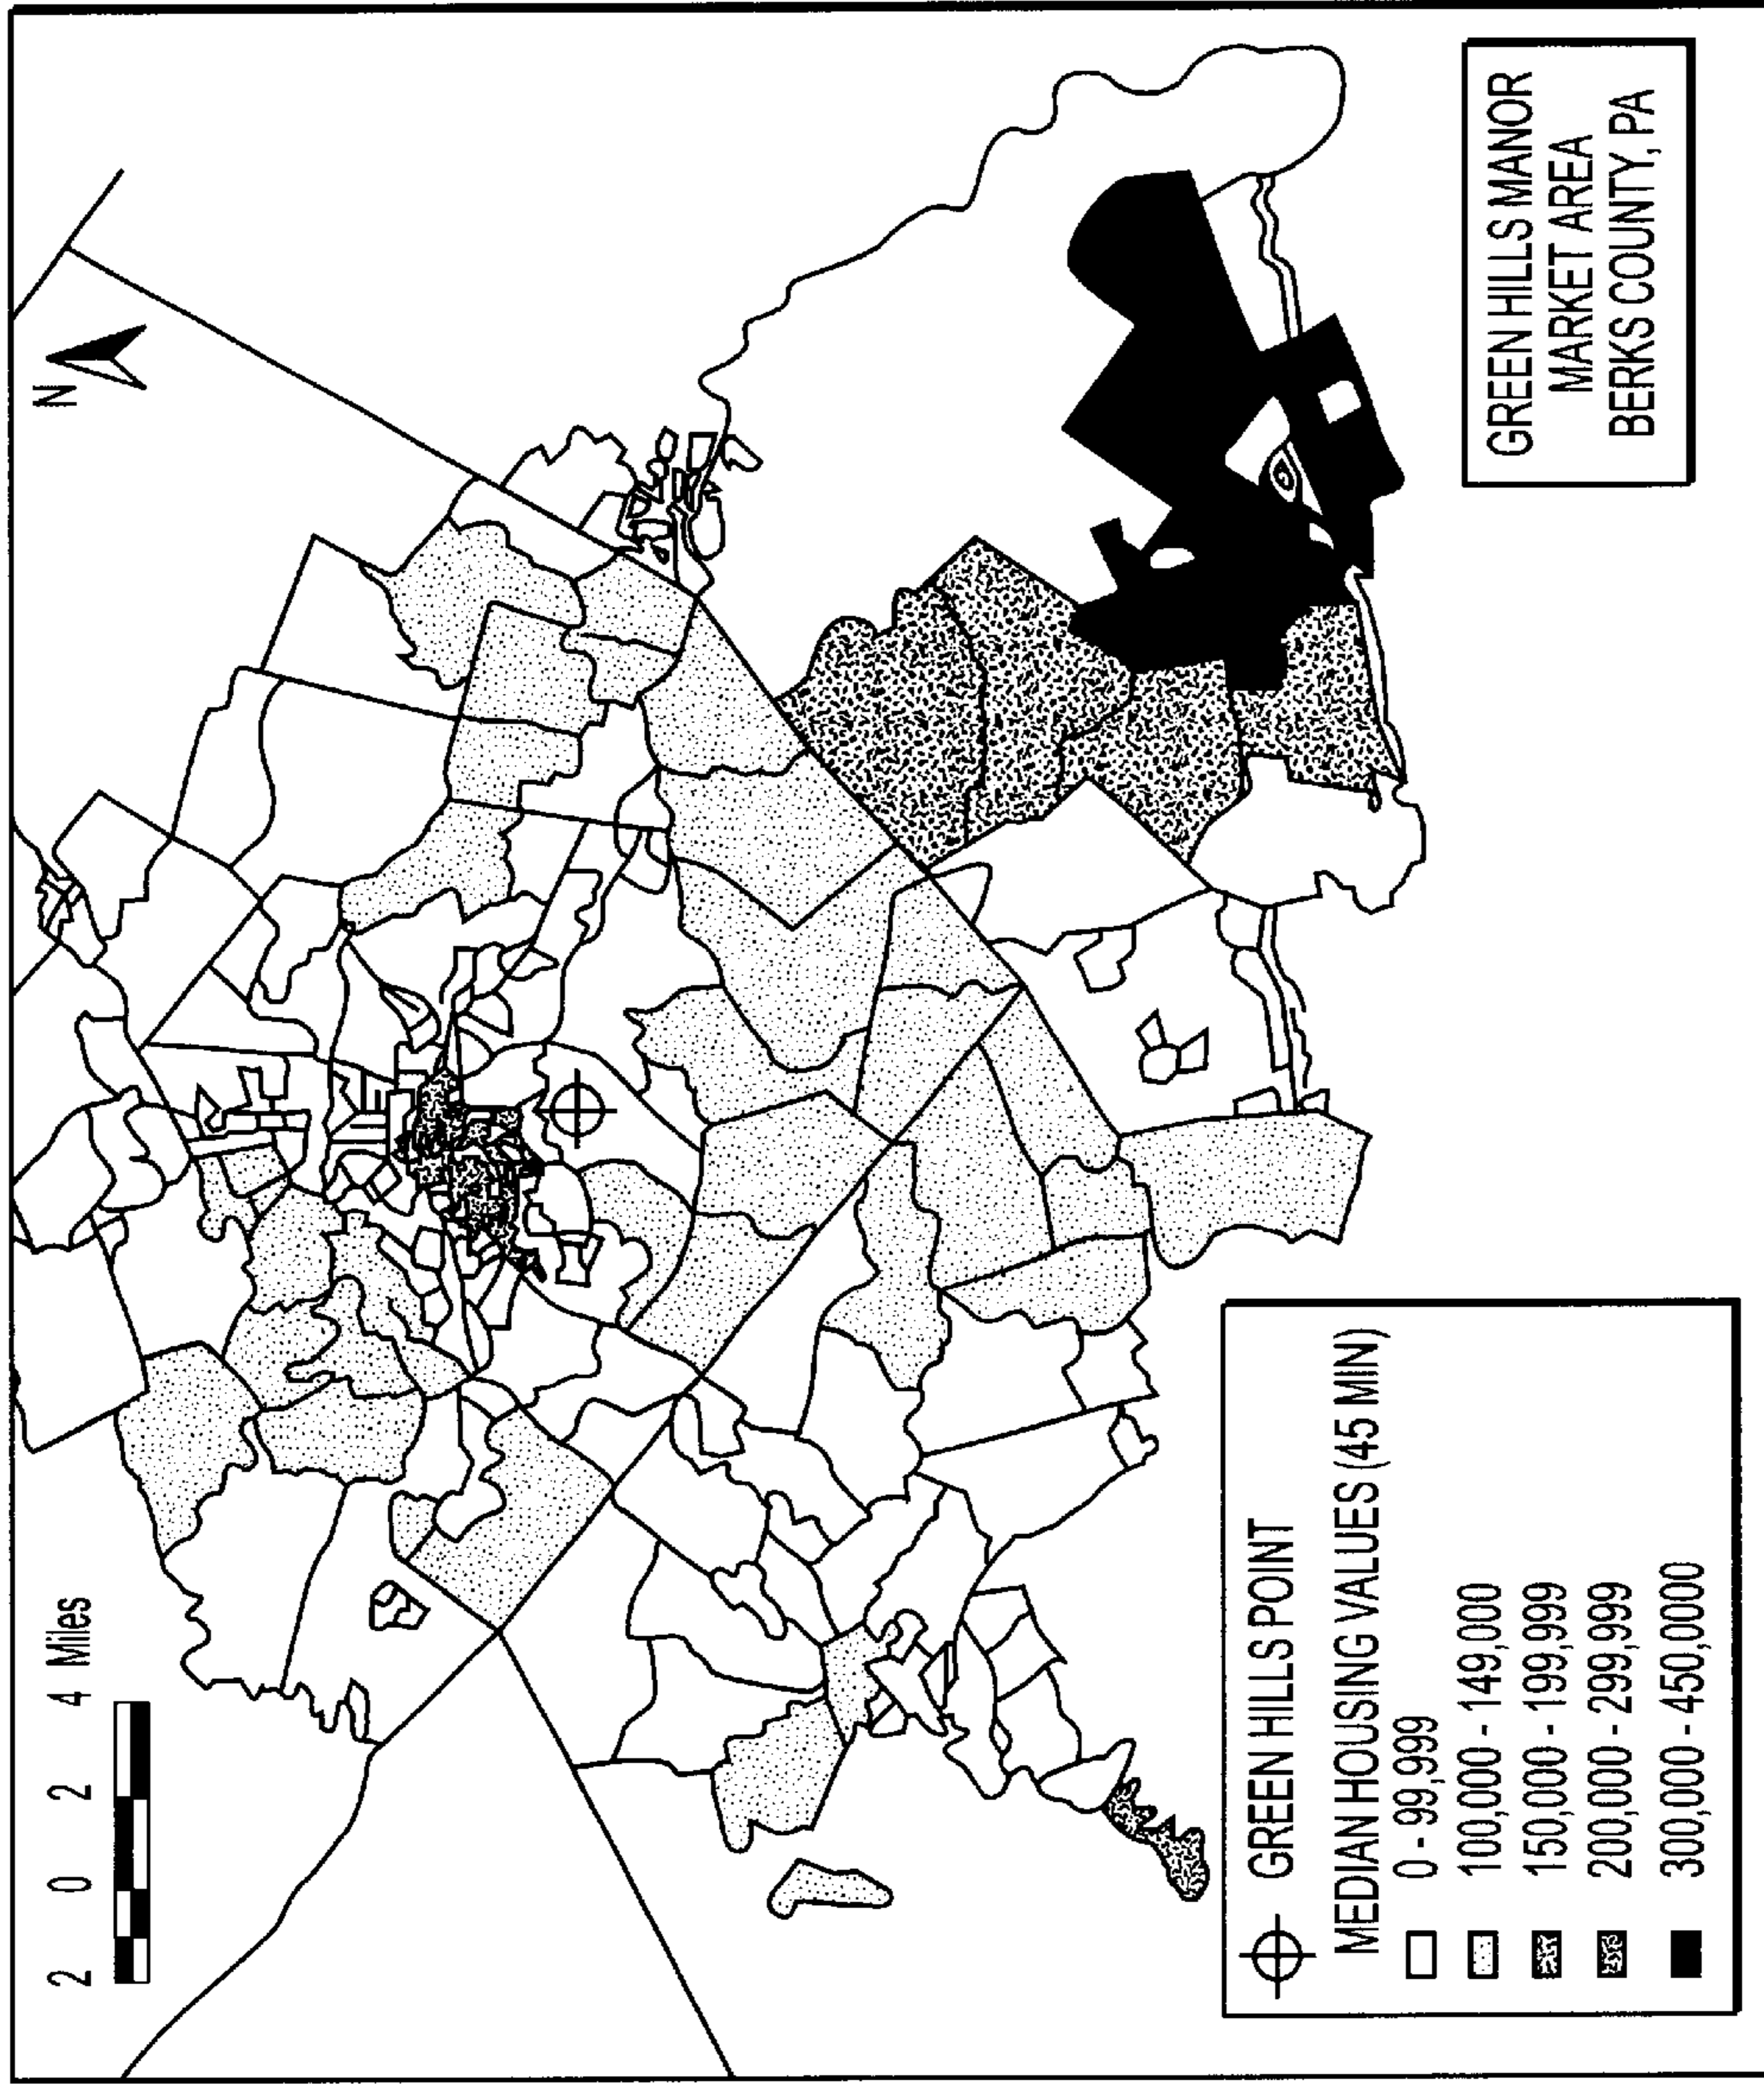 2 0 2 4 Miles
N
GREEN HILLS POINT
MEDIAN HOUSING VALUES (45 MIN)
0 - 99,999
100,000 - 149,000
150,000 - 199,999
200,000 - 299,999
300,000 - 450,0000
GREEN HILLS MANOR
MARKET AREA
BERKS COUNTY, PA